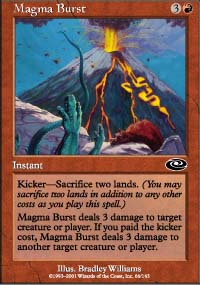 Magma Burst 3
Instant
Kicker—Sacrifice two lands. (You may
sacrifice two lands in addition to any other
costs as you play this spell.)
Magma Burst deals 3 damage to target
creature or player. If you paid the kicker
cost, Magma Burst deals 3 damage to
another target creature or player.
Illus. Bradley Williams
©1993-2001 Wizards of the Coast, Inc. 66/143